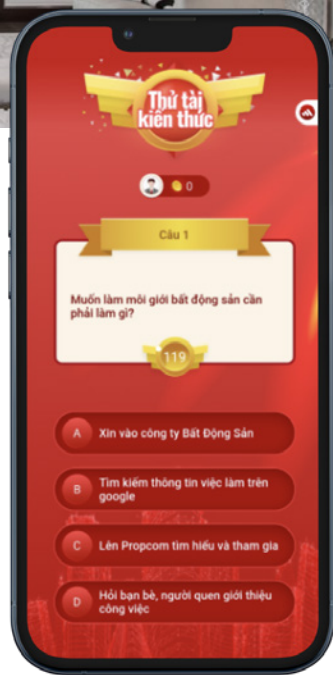 Thử tài
kiến thức
0
Câu 1
Muốn làm môi giới bất động sản cần
phải làm gì?
119
A Xin vào công ty Bất Động Sản
B Tìm kiếm thông tin việc làm trên
google
C Lên Propcom tìm hiểu và tham gia
D Hỏi bạn bè, người quen giới thiệu
công việc